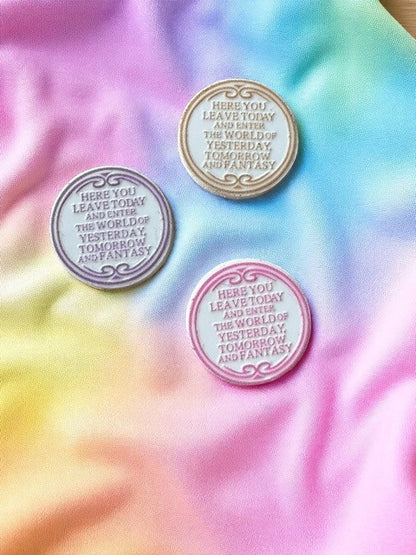 HERE YOU
LEAVE TODAY
AND ENTER
THE WORLD OF
YESTERDAY,
TOMORROW
AND FANTASY
HERE YOU
LEAVE TODAY
AND ENTER
THE WORLD OF
YESTERDAY,
TOMORROW
AND FANTASY
HERE YOU
LEAVE TODAY
AND ENTER
THE WORLD OF
YESTERDAY,
TOMORROW
AND FANTASY